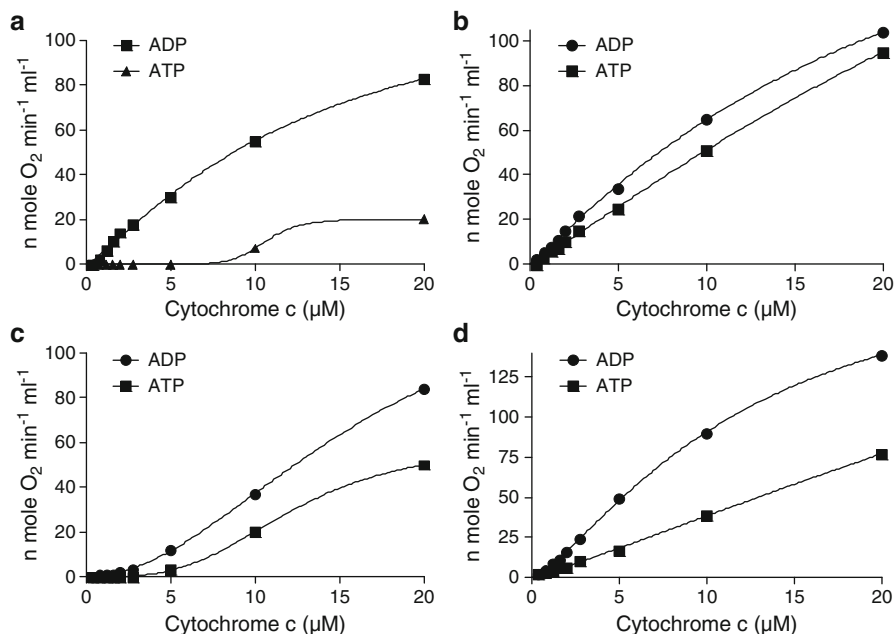 a
ADP
ATP
n mole O₂ min⁻¹ ml⁻¹
100
80
60
40
20
0
0 5 10 15 20
Cytochrome c (µM)
b
ADP
ATP
n mole O₂ min⁻¹ ml⁻¹
100
80
60
40
20
0
0 5 10 15 20
Cytochrome c (µM)
c
ADP
ATP
n mole O₂ min⁻¹ ml⁻¹
100
80
60
40
20
0
0 5 10 15 20
Cytochrome c (µM)
d
ADP
ATP
n mole O₂ min⁻¹ ml⁻¹
125
100
75
50
25
0
0 5 10 15 20
Cytochrome c (µM)